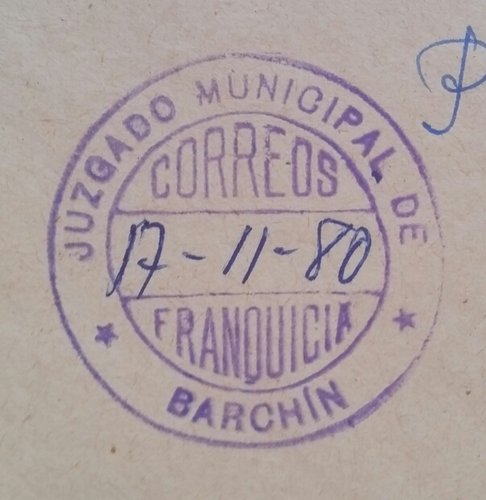 JUZGADO MUNICIPAL DE
CORREOS
17-11-80
FRANQUICIA
BARCHÍN